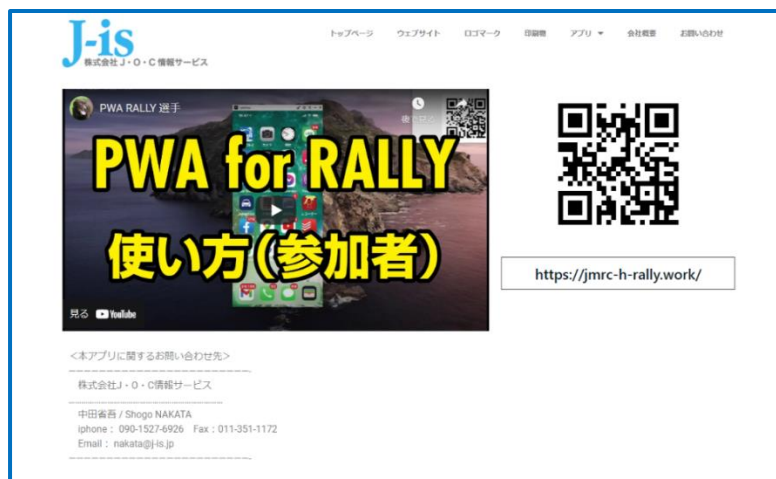 J-is
株式会社J・O・C情報サービス
トップページ ウェブサイト ロゴマーク 印刷物 アプリ ▼ 会社概要 お問い合わせ
PWA RALLY 選手
PWA for RALLY
使い方(参加者)
見る YouTube
https://jmrc-h-rally.work/
<本アプリに関するお問い合わせ先>
株式会社J・O・C情報サービス
中田省吾 / Shogo NAKATA
iphone : 090-1527-6926 Fax : 011-351-1172
Email : nakata@j-is.jp